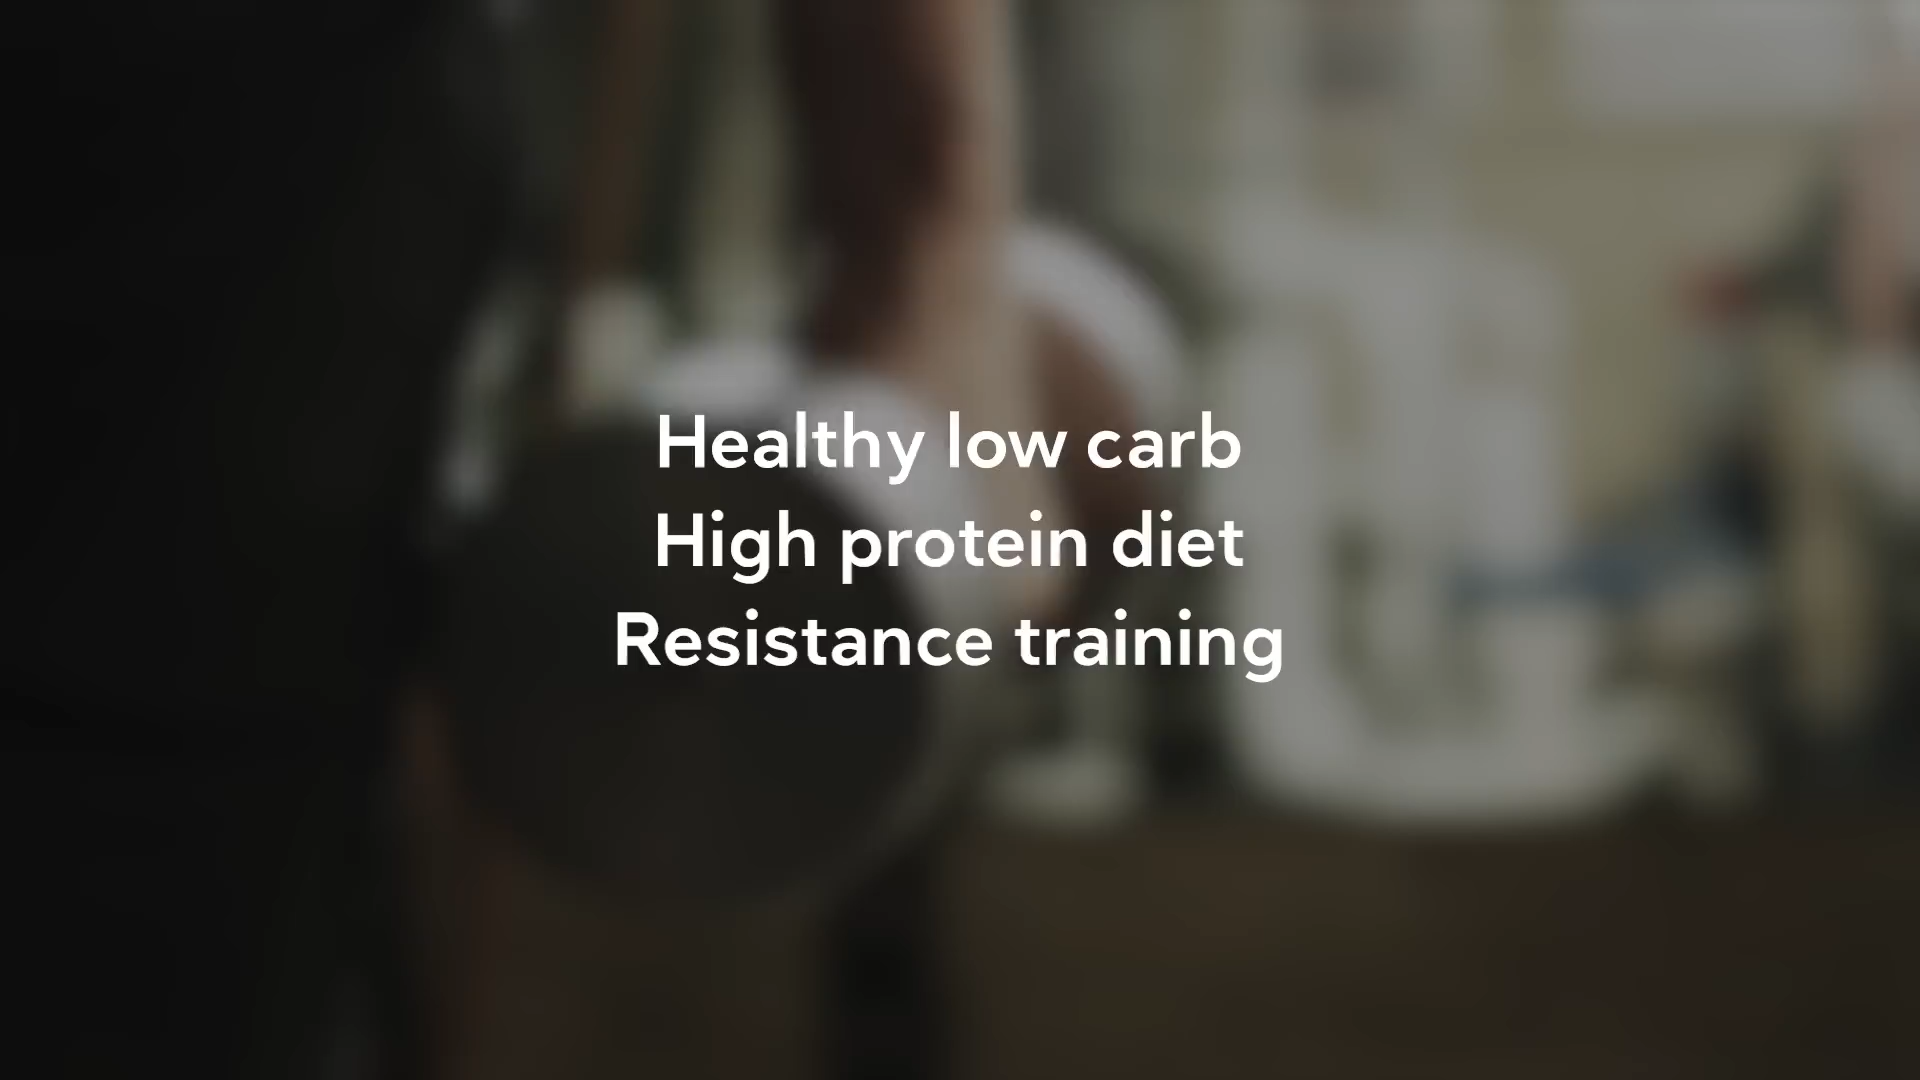 Healthy low carb
High protein diet
Resistance training